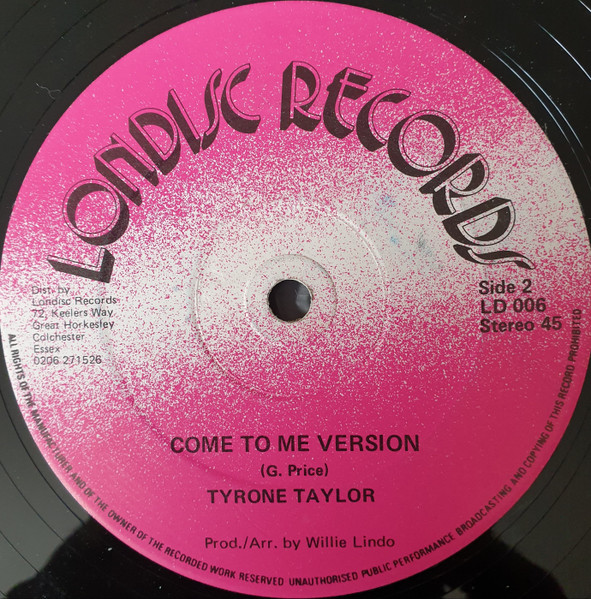 LONDISC RECORDS
Dist. by
Londisc Records
72, Keelers Way
Great Horkesley
Colchester
Essex
0206 271526
Side 2
LD 006
Stereo 45
COME TO ME VERSION
(G. Price)
TYRONE TAYLOR
Prod./Arr. by Willie Lindo
ALL RIGHTS OF THE MANUFACTURER AND OF THE OWNER OF THE RECORDED WORK RESERVED UNAUTHORISED PUBLIC PERFORMANCE BROADCASTING AND COPYING OF THIS RECORD PROHIBITED